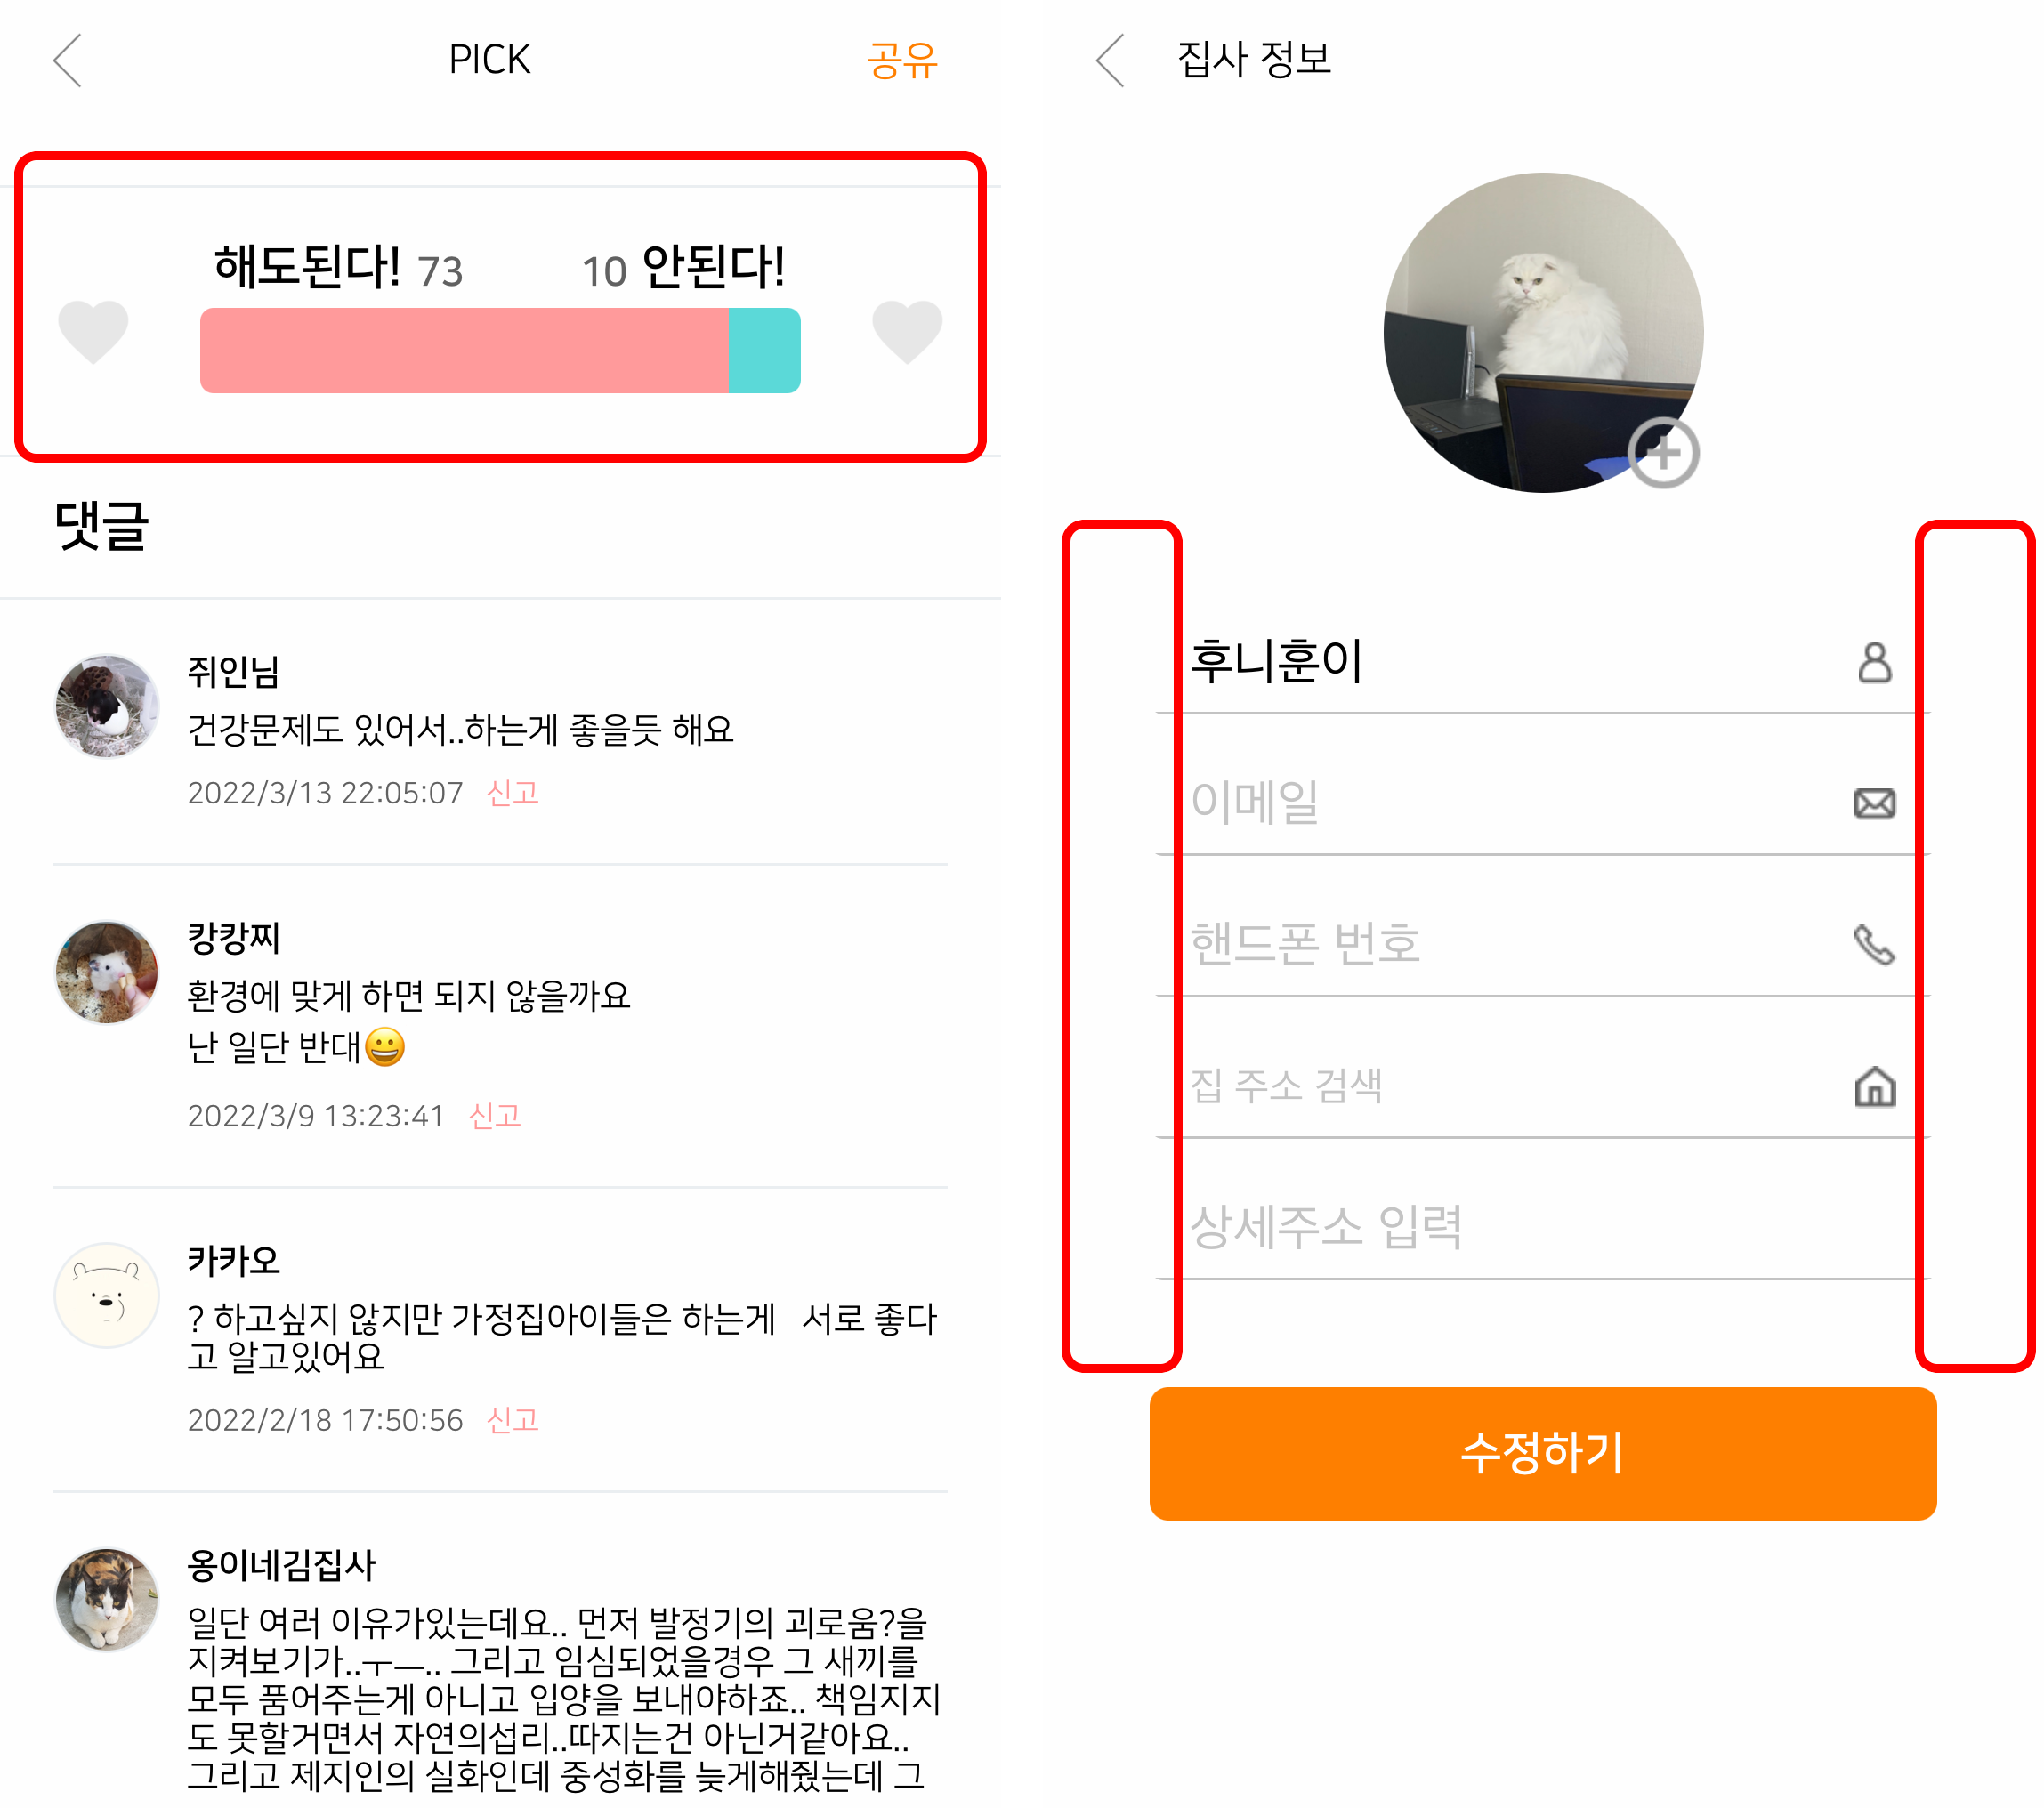 PICK
공유
해도된다! 73
10 안된다!
댓글
쥐인님
건강문제도 있어서..하는게 좋을듯 해요
2022/3/13 22:05:07 신고
캉캉찌
환경에 맞게 하면 되지 않을까요
난 일단 반대😀
2022/3/9 13:23:41 신고
카카오
? 하고싶지 않지만 가정집아이들은 하는게 서로 좋다
고 알고있어요
2022/2/18 17:50:56 신고
옹이네김집사
일단 여러 이유가있는데요.. 먼저 발정기의 괴로움?을
지켜보기가..ㅜㅡ.. 그리고 임심되었을경우 그 새끼를
모두 품어주는게 아니고 입양을 보내야하죠.. 책임지지
도 못할거면서 자연의섭리..따지는건 아닌거같아요..
그리고 제지인의 실화인데 중성화를 늦게해줬는데 그
집사 정보
후니훈이
이메일
핸드폰 번호
집 주소 검색
상세주소 입력
수정하기